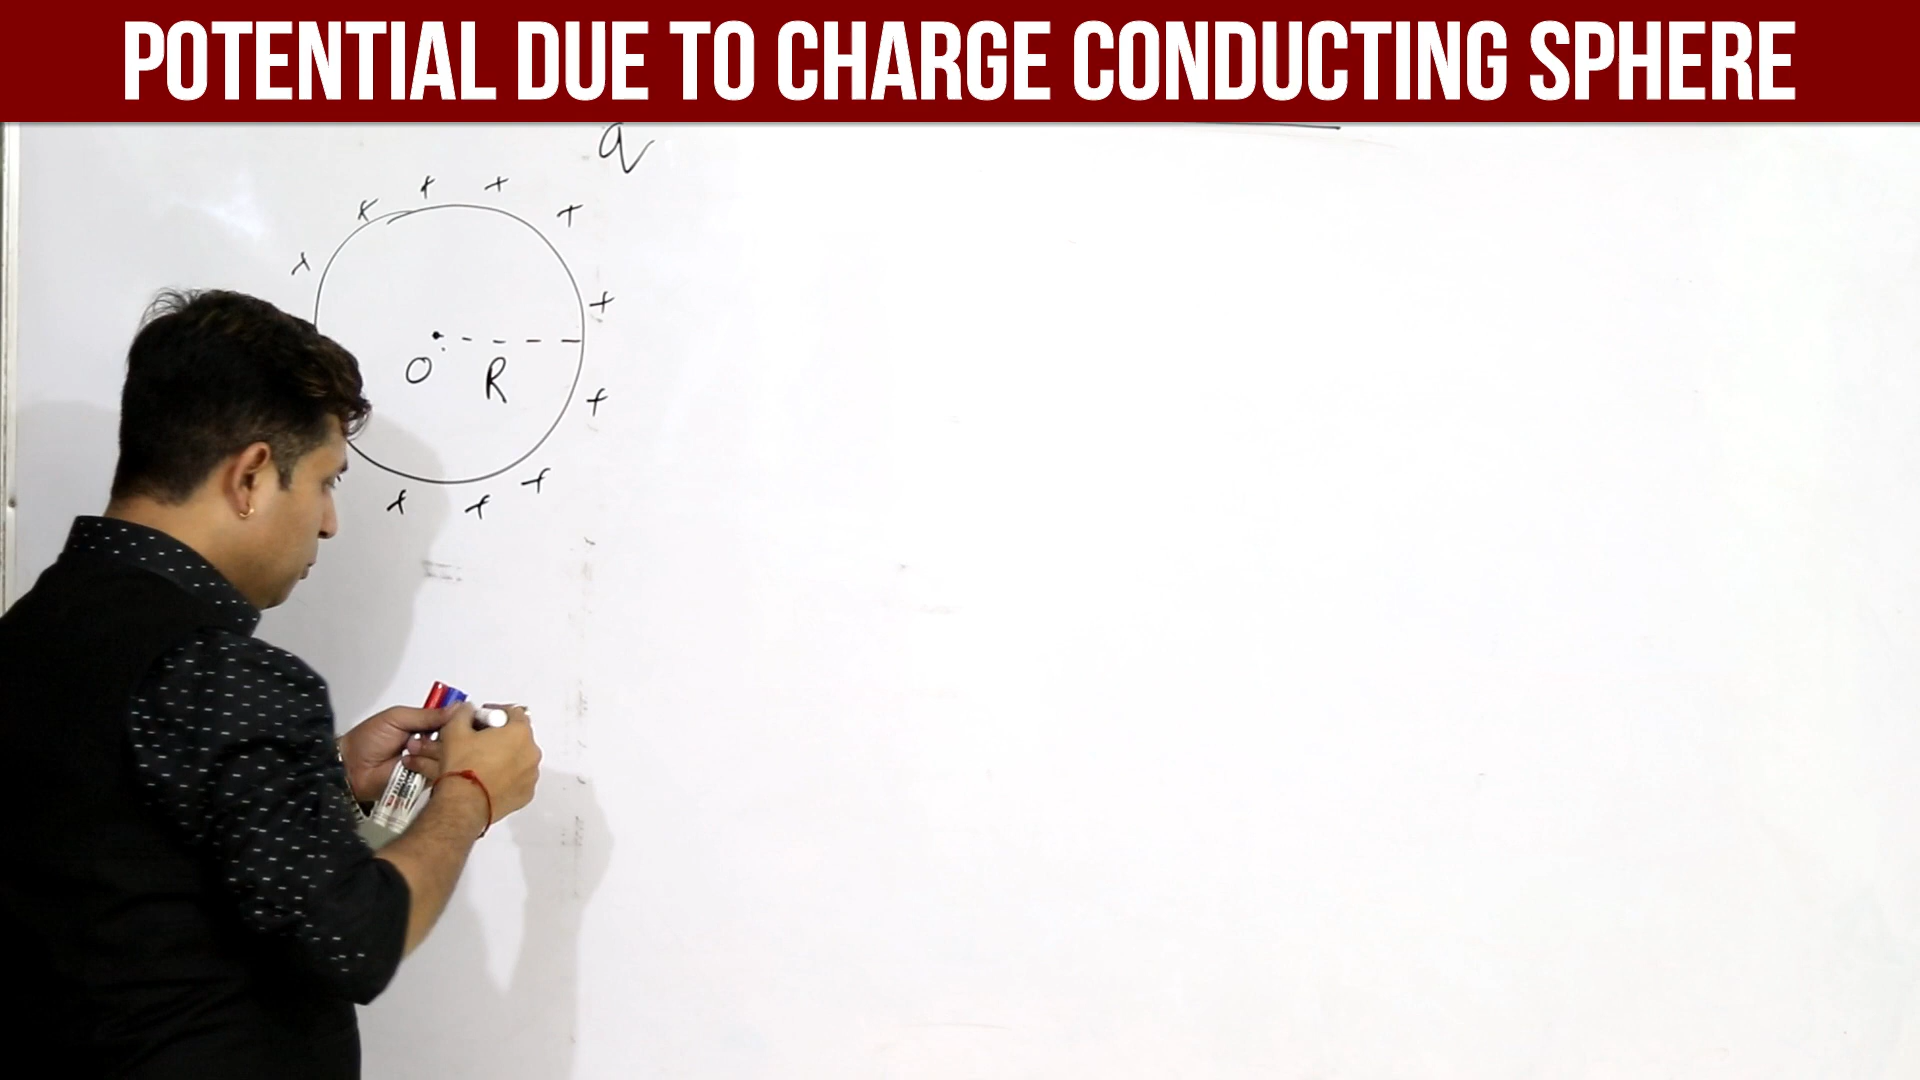 POTENTIAL DUE TO CHARGE CONDUCTING SPHERE
q
+ + + +
+ +
O R
+
+ + +